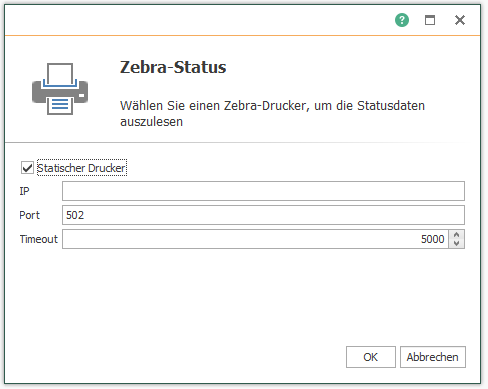 ?
Zebra-Status
Wählen Sie einen Zebra-Drucker, um die Statusdaten
auszulesen
Statischer Drucker
IP
Port 502
Timeout 5000
OK Abbrechen